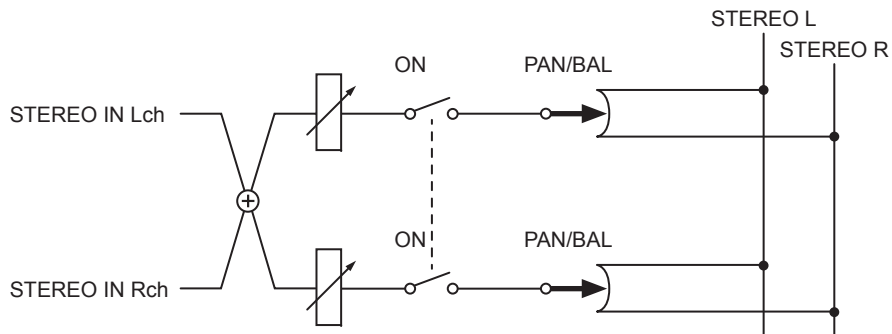 STEREO L
STEREO R
ON
PAN/BAL
STEREO IN Lch
ON
PAN/BAL
STEREO IN Rch